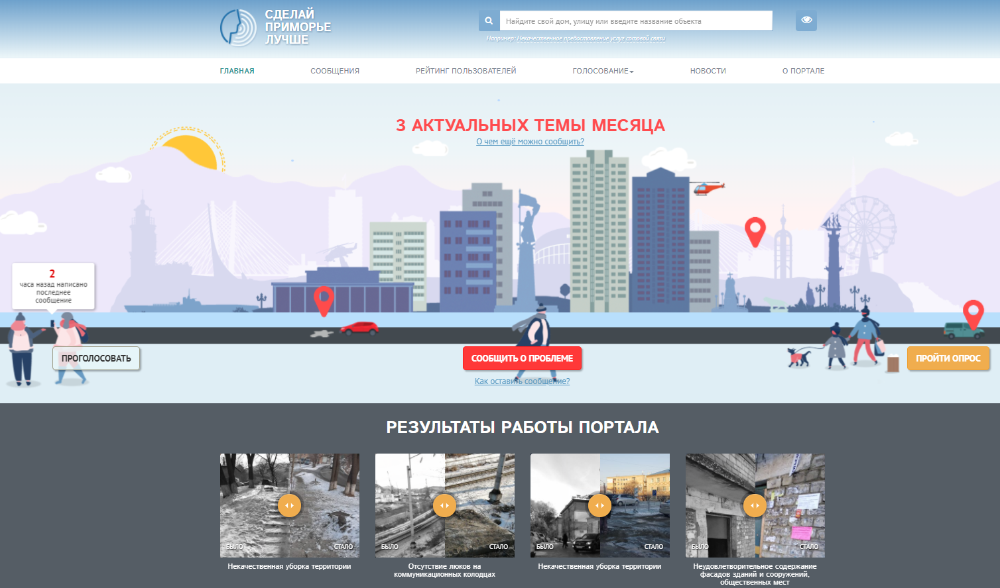 СДЕЛАЙ
ПРИМОРЬЕ
ЛУЧШЕ
Найдите свой дом, улицу или введите название объекта
Например: Некачественное предоставление услуг сотовой связи
ГЛАВНАЯ
СООБЩЕНИЯ
РЕЙТИНГ ПОЛЬЗОВАТЕЛЕЙ
ГОЛОСОВАНИЕ
НОВОСТИ
О ПОРТАЛЕ
3 АКТУАЛЬНЫХ ТЕМЫ МЕСЯЦА
О чем ещё можно сообщить?
2
часа назад написано
последнее
сообщение
ПРОГОЛОСОВАТЬ
СООБЩИТЬ О ПРОБЛЕМЕ
ПРОЙТИ ОПРОС
Как оставить сообщение?
РЕЗУЛЬТАТЫ РАБОТЫ ПОРТАЛА
БЫЛО
СТАЛО
БЫЛО
СТАЛО
БЫЛО
СТАЛО
БЫЛО
СТАЛО
Некачественная уборка территории
Отсутствие люков на
коммуникационных колодцах
Некачественная уборка территории
Неудовлетворительное содержание
фасадов зданий и сооружений,
общественных мест